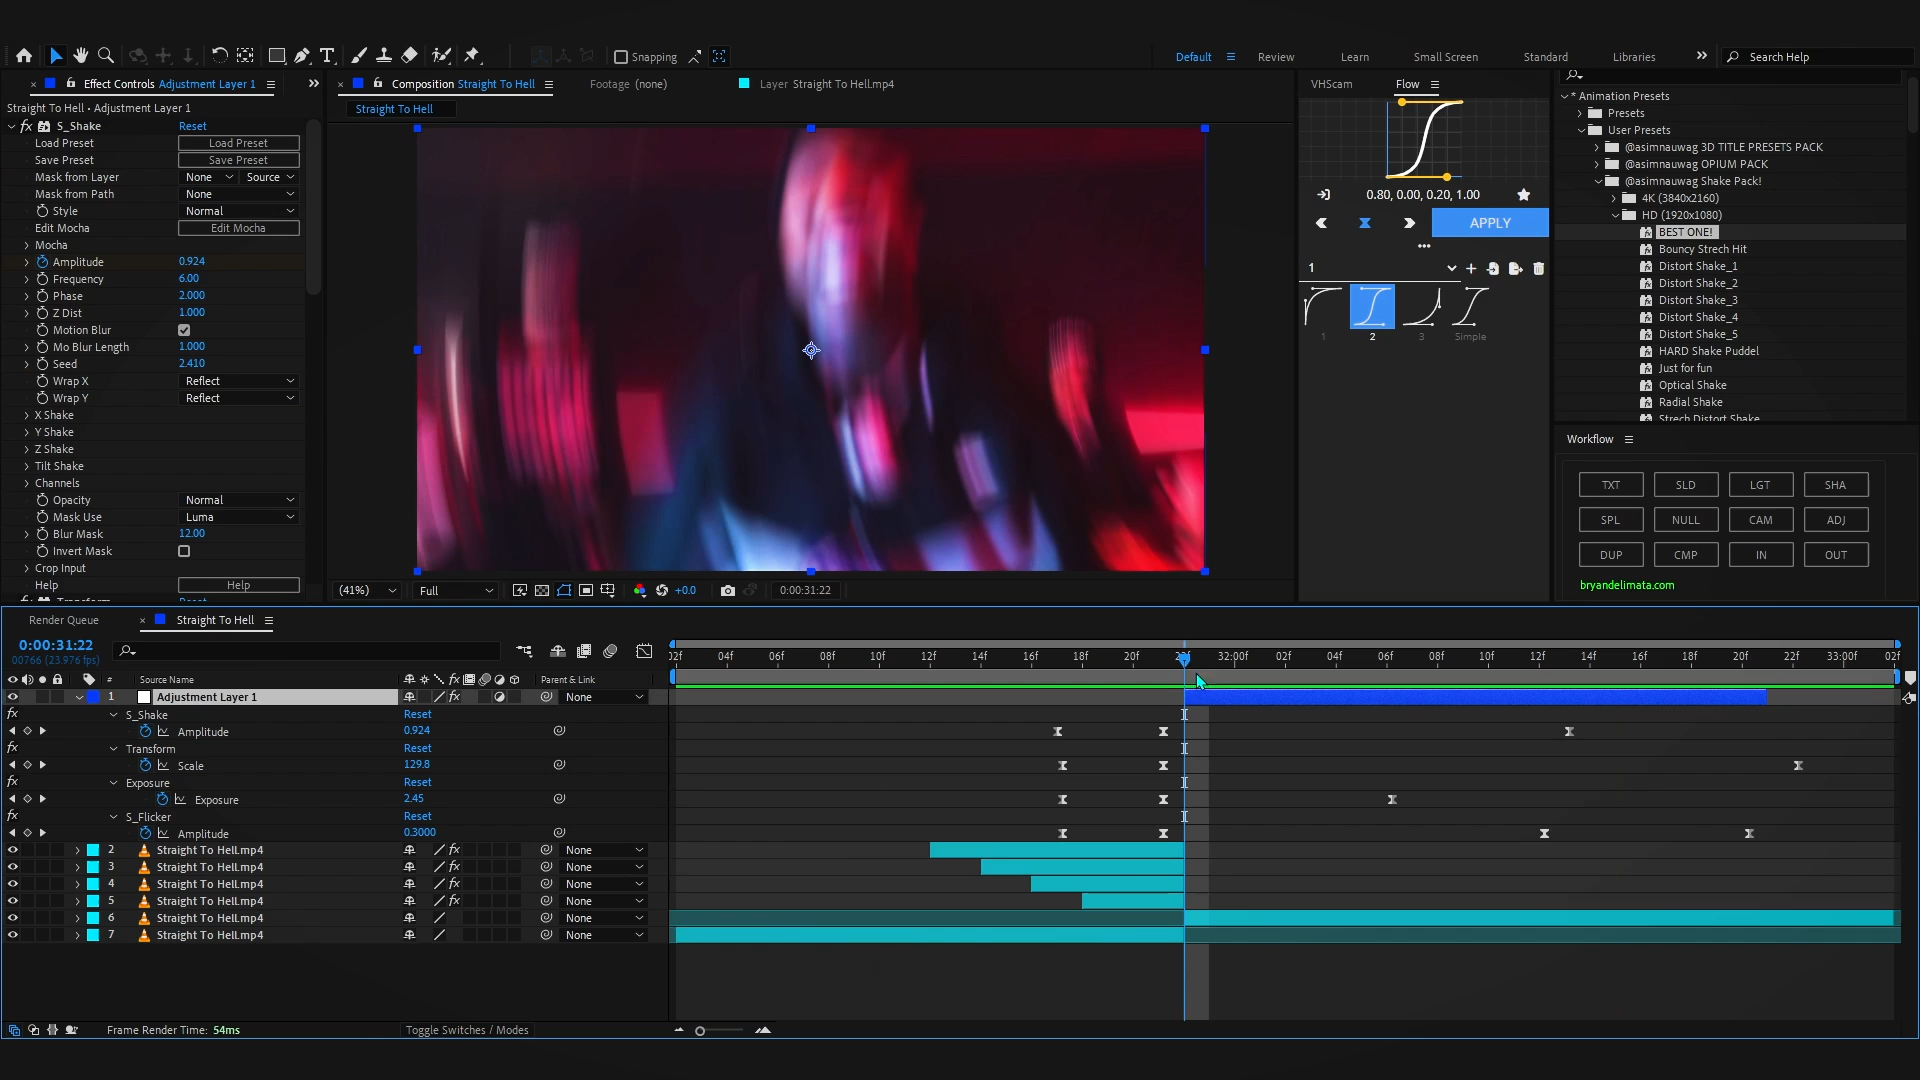 Snapping
Default
Review
Learn
Small Screen
Standard
Libraries
Search Help
Effect Controls Adjustment Layer 1
Composition Straight To Hell
Footage (none)
Layer Straight To Hell.mp4
VHScam
Flow
Straight To Hell • Adjustment Layer 1
Straight To Hell
S_Shake Reset
Load Preset Load Preset
Save Preset Save Preset
Mask from Layer None Source
Mask from Path None
Style Normal
Edit Mocha Edit Mocha
Mocha
Amplitude 0.924
Frequency 6.00
Phase 2.000
Z Dist 1.000
Motion Blur
Mo Blur Length 1.000
Seed 2.410
Wrap X Reflect
Wrap Y Reflect
X Shake
Y Shake
Z Shake
Tilt Shake
Channels
Opacity Normal
Mask Use Luma
Blur Mask 12.00
Invert Mask
Crop Input
Help Help
Transform Reset
(41%) Full +0.0 0:00:31:22
0.80, 0.00, 0.20, 1.00
APPLY
1
1 2 3 Simple
* Animation Presets
Presets
User Presets
@asimnauwag 3D TITLE PRESETS PACK
@asimnauwag OPIUM PACK
@asimnauwag Shake Pack!
4K (3840x2160)
HD (1920x1080)
BEST ONE!
Bouncy Strech Hit
Distort Shake_1
Distort Shake_2
Distort Shake_3
Distort Shake_4
Distort Shake_5
HARD Shake Puddel
Just for fun
Optical Shake
Radial Shake
Strech Distort Shake
Workflow
TXT SLD LGT SHA
SPL NULL CAM ADJ
DUP CMP IN OUT
bryandelimata.com
Render Queue
Straight To Hell
0:00:31:22
00766 (23.976 fps)
02f 04f 06f 08f 10f 12f 14f 16f 18f 20f 22f 32:00f 02f 04f 06f 08f 10f 12f 14f 16f 18f 20f 22f 33:00f 02f
# Source Name Parent & Link
1 Adjustment Layer 1 None
S_Shake Reset
Amplitude 0.924
Transform Reset
Scale 129.8
Exposure Reset
Exposure 2.45
S_Flicker Reset
Amplitude 0.3000
2 Straight To Hell.mp4 None
3 Straight To Hell.mp4 None
4 Straight To Hell.mp4 None
5 Straight To Hell.mp4 None
6 Straight To Hell.mp4 None
7 Straight To Hell.mp4 None
Frame Render Time: 54ms
Toggle Switches / Modes